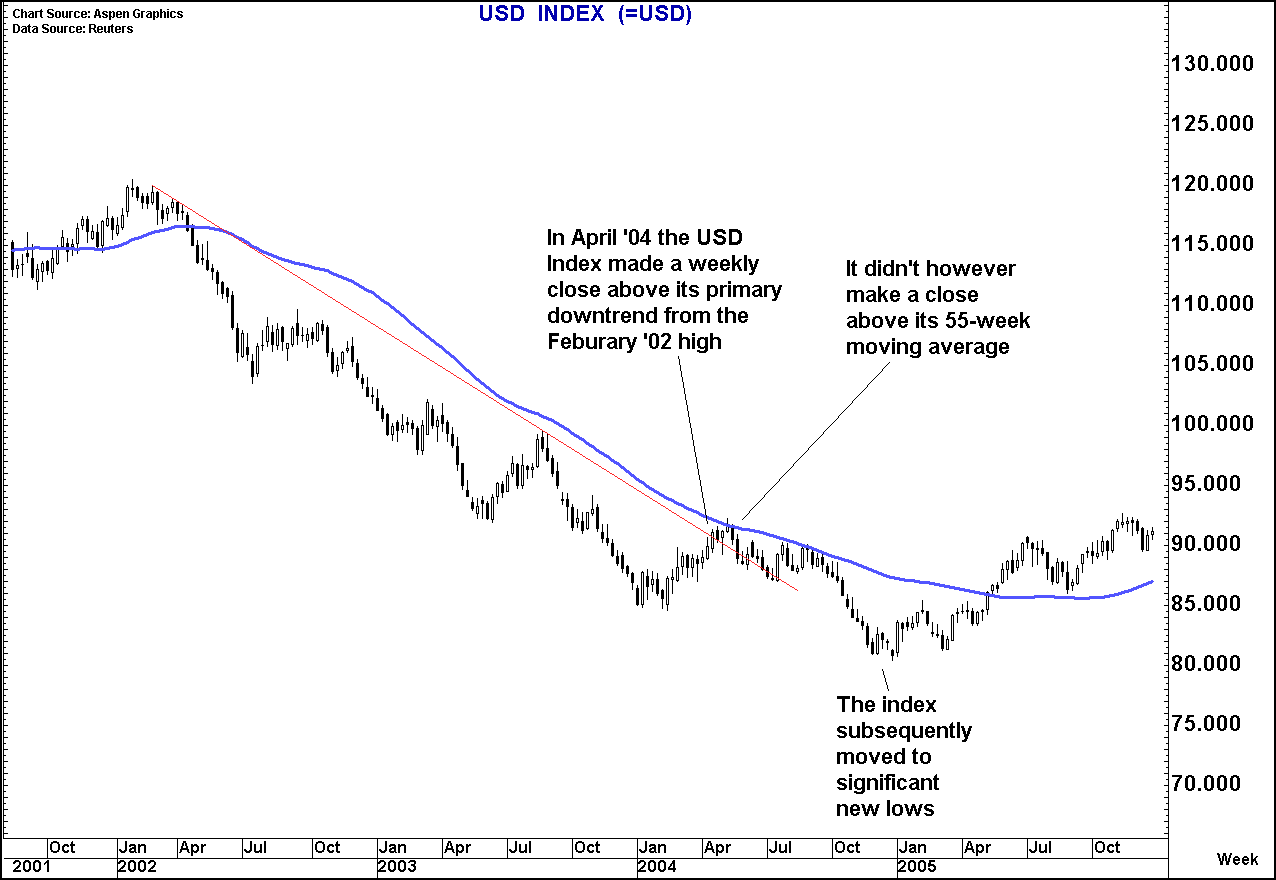 Chart Source: Aspen Graphics
Data Source: Reuters
USD INDEX (=USD)
130.000
125.000
120.000
115.000
110.000
105.000
100.000
95.000
90.000
85.000
80.000
75.000
70.000
In April '04 the USD
Index made a weekly
close above its primary
downtrend from the
Feburary '02 high
It didn't however
make a close
above its 55-week
moving average
The index
subsequently
moved to
significant
new lows
Oct Jan Apr Jul Oct Jan Apr Jul Oct Jan Apr Jul Oct Jan Apr Jul Oct
2001 2002 2003 2004 2005 Week